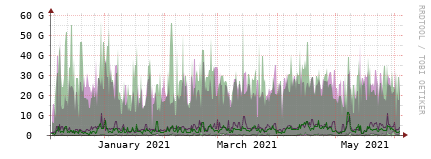 60 G
50 G
40 G
30 G
20 G
10 G
0
January 2021
March 2021
May 2021
RRDTOOL / TOBI OETIKER